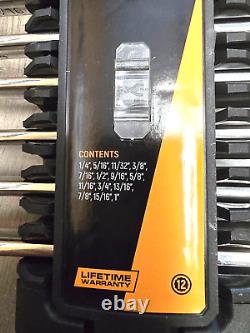 CONTENTS
1/4", 5/16", 11/32", 3/8",
7/16", 1/2", 9/16", 5/8",
11/16", 3/4", 13/16",
7/8", 15/16", 1"
LIFETIME
WARRANTY
12